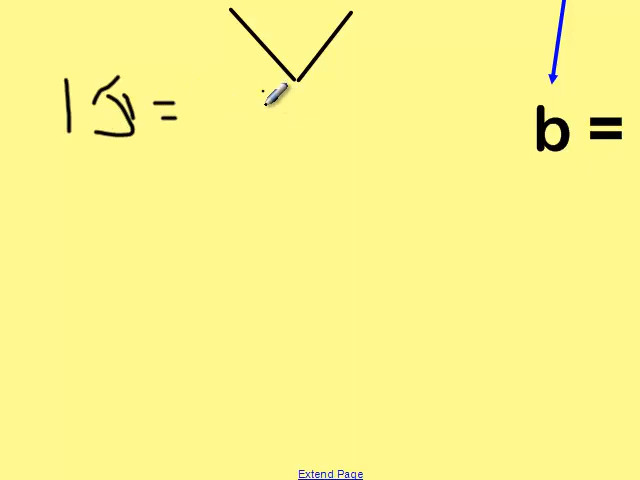 15 =
b =
Extend Page